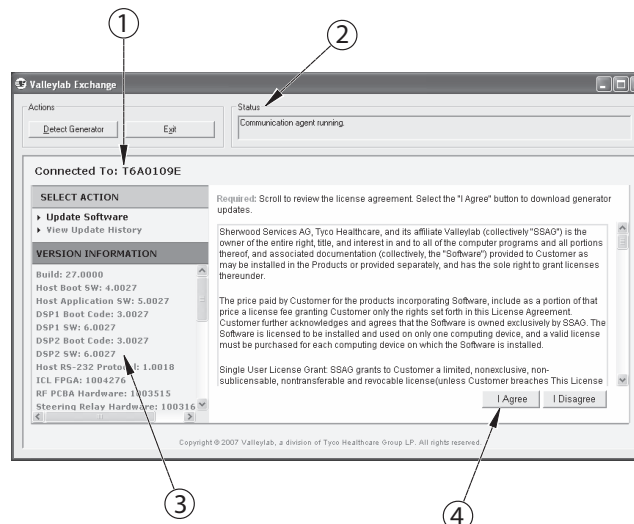 1
2
Valleylab Exchange
Actions
Detect Generator
Exit
Status
Communication agent running.
Connected To: T6A0109E
SELECT ACTION
Update Software
View Update History
VERSION INFORMATION
Build: 27.0000
Host Boot SW: 4.0027
Host Application SW: 5.0027
DSP1 Boot Code: 3.0027
DSP1 SW: 6.0027
DSP2 Boot Code: 3.0027
DSP2 SW: 6.0027
Host RS-232 Protocol: 1.0018
ICL FPGA: 1004276
RF PCBA Hardware: 1003515
Steering Relay Hardware: 100316
Required: Scroll to review the license agreement. Select the "I Agree" button to download generator
updates.
Sherwood Services AG, Tyco Healthcare, and its affiliate Valleylab (collectively "SSAG") is the
owner of the entire right, title, and interest in and to all of the computer programs and all portions
thereof, and associated documentation (collectively, the "Software") provided to Customer as
may be installed in the Products or provided separately, and has the sole right to grant licenses
thereunder.
The price paid by Customer for the products incorporating Software, include as a portion of that
price a license fee granting Customer only the rights set forth in this License Agreement.
Customer further acknowledges and agrees that the Software is owned exclusively by SSAG. The
Software is licensed to be installed and used on only one computing device, and a valid license
must be purchased for each computing device on which the Software is installed.
Single User License Grant: SSAG grants to Customer a limited, nonexclusive, non-
sublicensable, nontransferable and revocable license(unless Customer breaches This License
I Agree
I Disagree
Copyright © 2007 Valleylab, a division of Tyco Healthcare Group LP. All rights reserved.
3
4